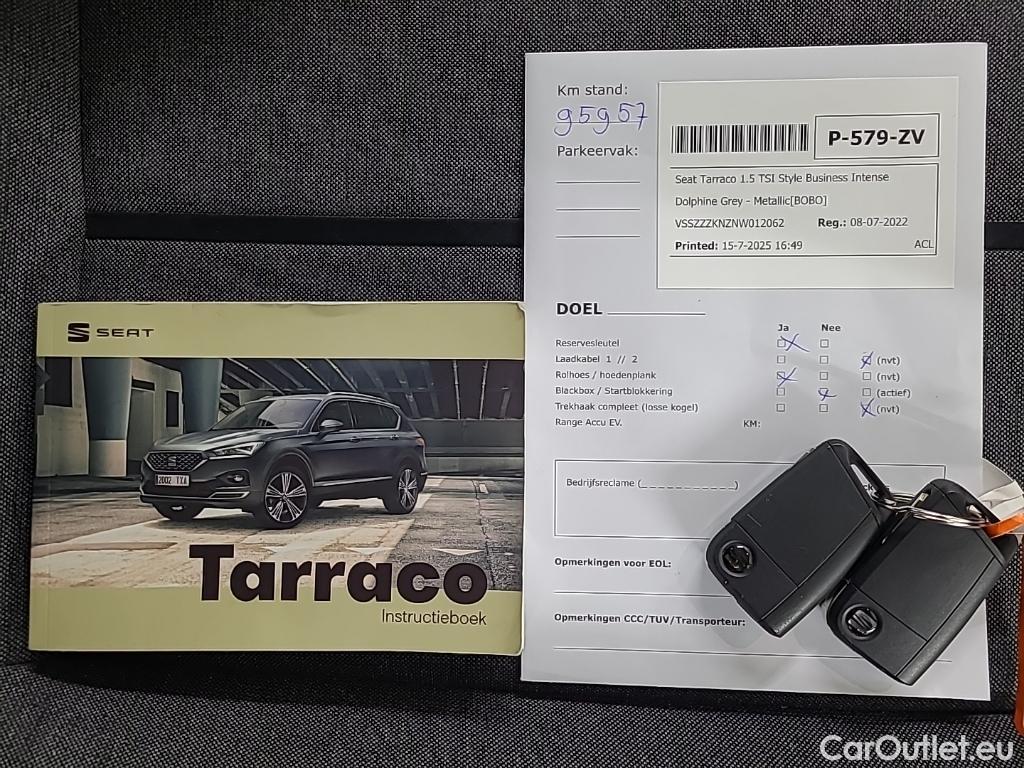 SEAT
2002 TXA
Tarraco
Instructieboek
Km stand:
95957
Parkeervak:
P-579-ZV
Seat Tarraco 1.5 TSI Style Business Intense
Dolphine Grey - Metallic[BOBO]
VSSZZZKNZNW012062 Reg.: 08-07-2022
Printed: 15-7-2025 16:49 ACL
DOEL
Ja Nee
Reservesleutel
Laadkabel 1 // 2 (nvt)
Rolhoes / hoedenplank (nvt)
Blackbox / Startblokkering (actief)
Trekhaak compleet (losse kogel) (nvt)
Range Accu EV. KM:
Bedrijfsreclame (_ _ _ _ _ _ _ _ _ _ _)
Opmerkingen voor EOL:
Opmerkingen CCC/TUV/Transporteur:
CarOutlet.eu